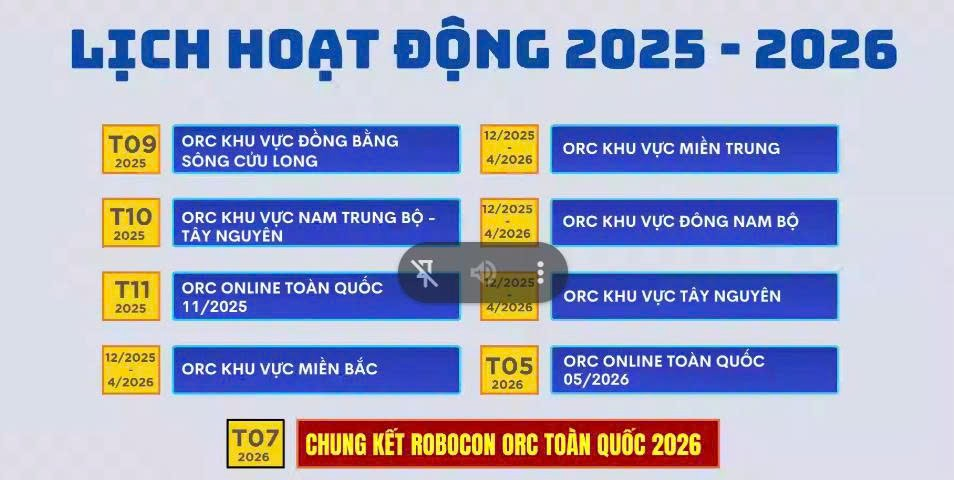 LỊCH HOẠT ĐỘNG 2025 - 2026
T09
2025
ORC KHU VỰC ĐỒNG BẰNG
SÔNG CỬU LONG
T10
2025
ORC KHU VỰC NAM TRUNG BỘ -
TÂY NGUYÊN
T11
2025
ORC ONLINE TOÀN QUỐC
11/2025
12/2025
-
4/2026
ORC KHU VỰC MIỀN BẮC
12/2025
-
4/2026
ORC KHU VỰC MIỀN TRUNG
12/2025
-
4/2026
ORC KHU VỰC ĐÔNG NAM BỘ
12/2025
-
4/2026
ORC KHU VỰC TÂY NGUYÊN
T05
2026
ORC ONLINE TOÀN QUỐC
05/2026
T07
2026
CHUNG KẾT ROBOCON ORC TOÀN QUỐC 2026